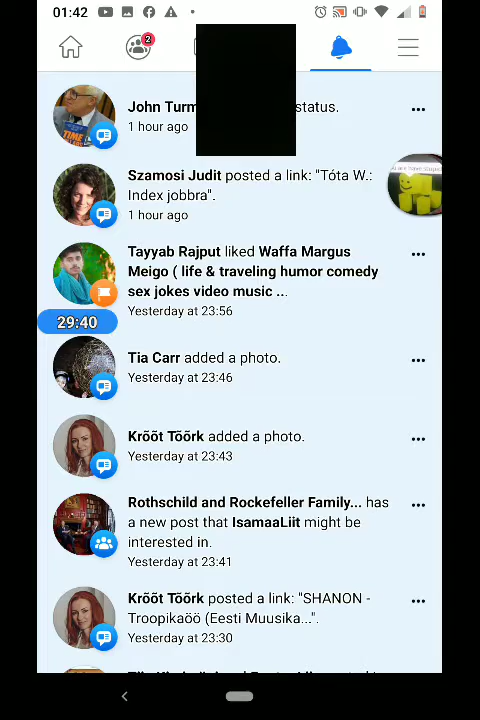 01:42
2
John Turm
status.
1 hour ago
Szamosi Judit posted a link: "Tóta W.:
Index jobbra".
1 hour ago
Tayyab Rajput liked Waffa Margus
Meigo ( life & traveling humor comedy
sex jokes video music ...
Yesterday at 23:56
29:40
Tia Carr added a photo.
Yesterday at 23:46
Krõõt Tõõrk added a photo.
Yesterday at 23:43
Rothschild and Rockefeller Family... has
a new post that IsamaaLiit might be
interested in.
Yesterday at 23:41
Krõõt Tõõrk posted a link: "SHANON -
Troopikaöö (Eesti Muusika...".
Yesterday at 23:30